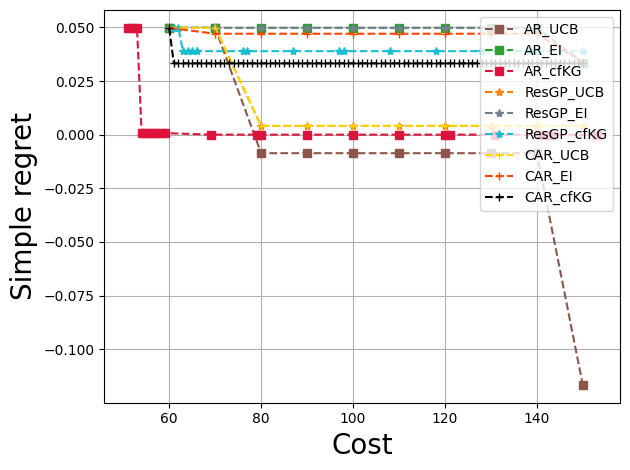 0.050
0.025
0.000
-0.025
-0.050
-0.075
-0.100
Simple regret
60
80
100
120
140
Cost
AR_UCB
AR_EI
AR_cfKG
ResGP_UCB
ResGP_EI
ResGP_cfKG
CAR_UCB
CAR_EI
CAR_cfKG